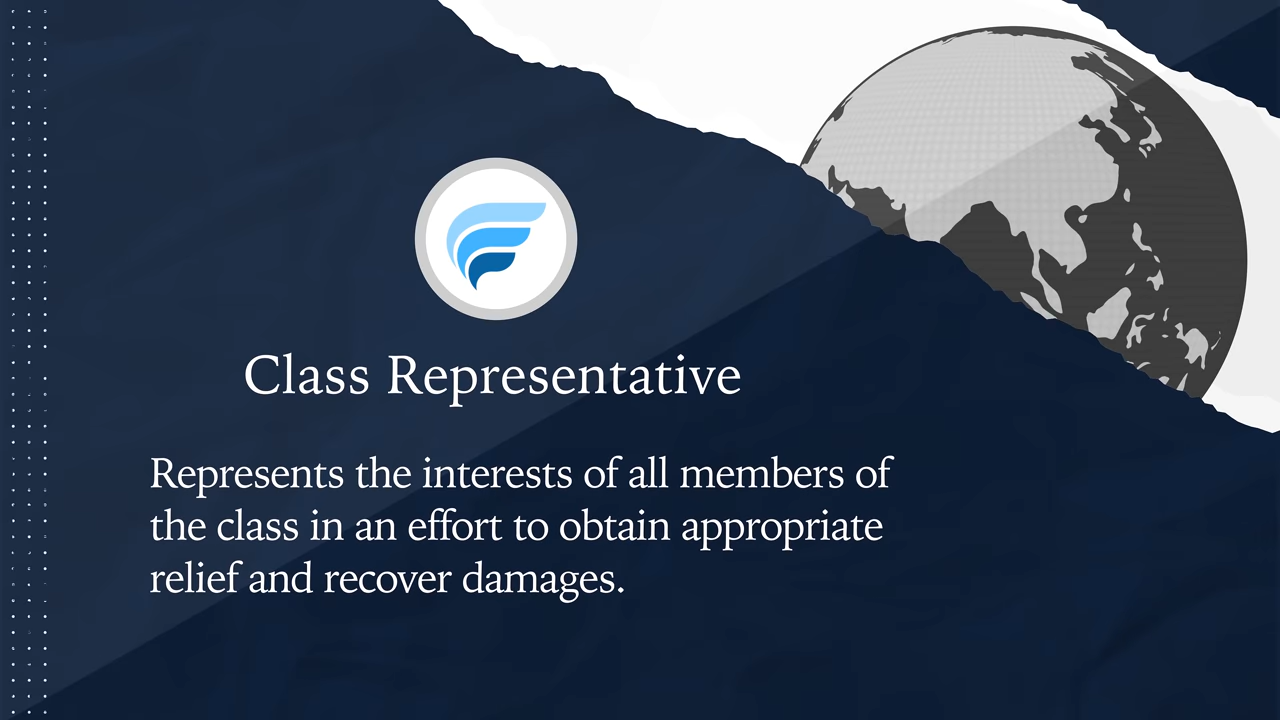 Class Representative
Represents the interests of all members of
the class in an effort to obtain appropriate
relief and recover damages.